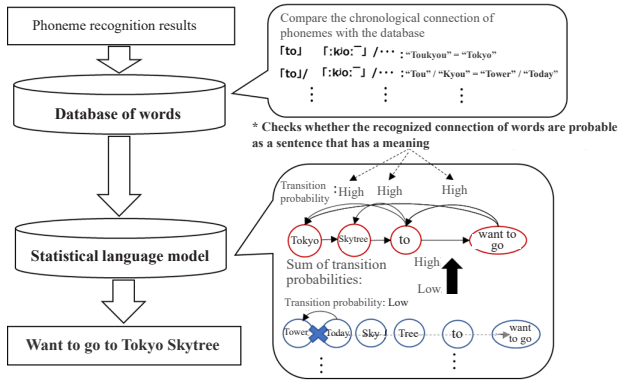 Phoneme recognition results
Compare the chronological connection of
phonemes with the database
「to」 「:kʲo:¯」 / ··· : "Toukyou" = "Tokyo"
「to」/ 「:kʲo:¯」 / ··· : "Tou" / "Kyou" = "Tower" / "Today"
Database of words
* Checks whether the recognized connection of words are probable
as a sentence that has a meaning
Transition
probability : High High High
Tokyo Skytree to want to
go
Statistical language model
Sum of transition
probabilities:
High
Low
Transition probability: Low
Tower Today Sky Tree to want
to go
Want to go to Tokyo Skytree